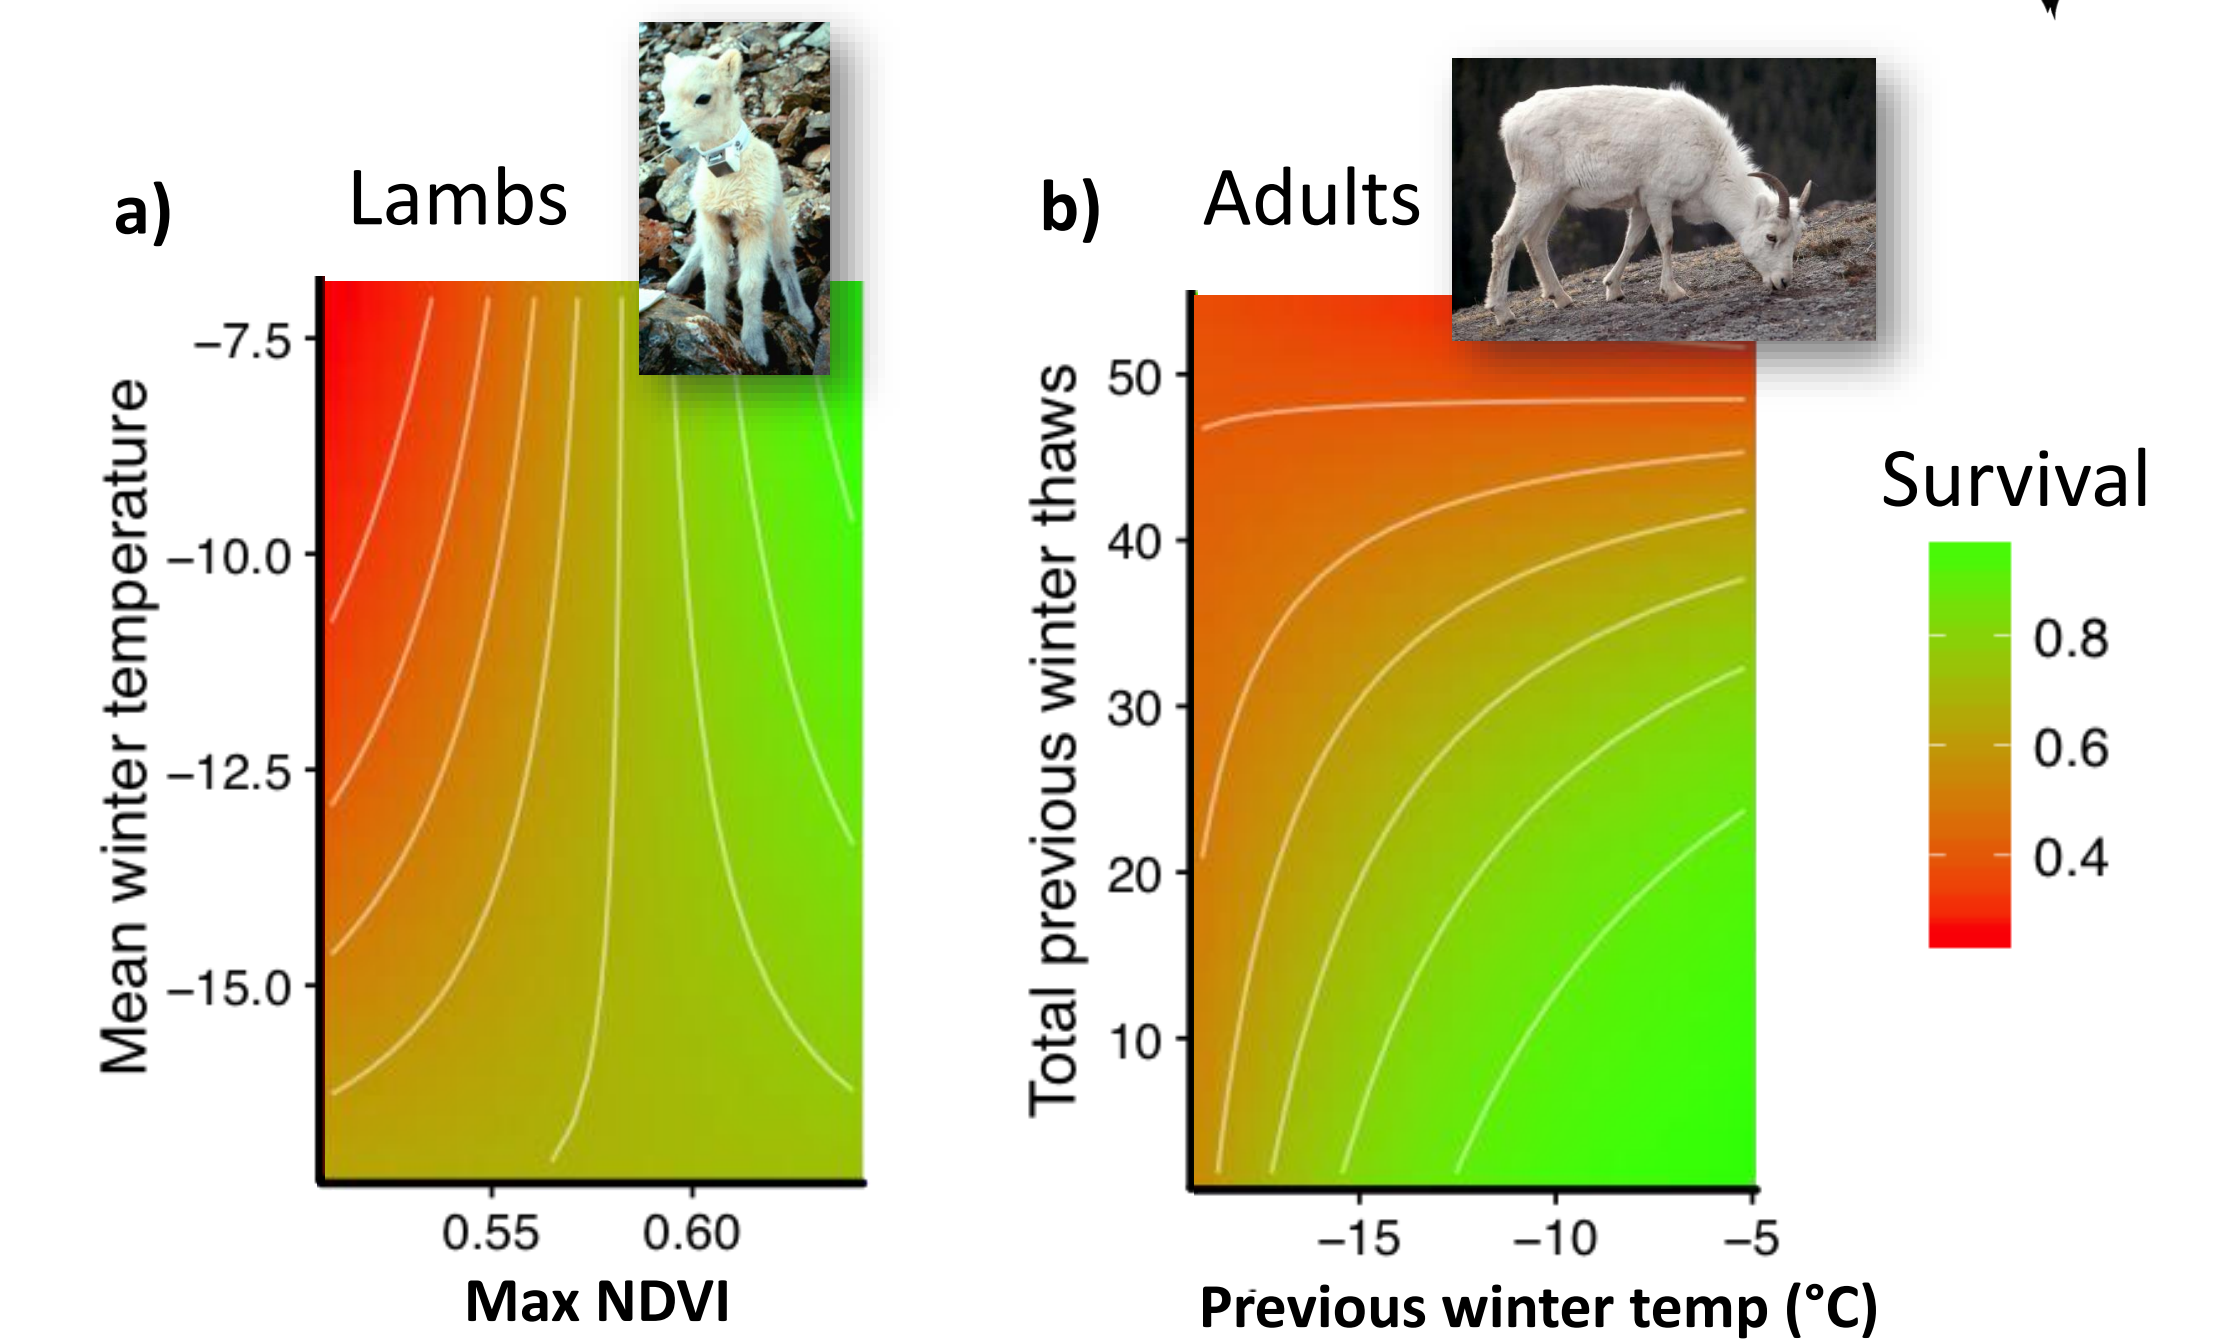 a) Lambs
Mean winter temperature
−7.5
−10.0
−12.5
−15.0
0.55 0.60
Max NDVI
b) Adults
Total previous winter thaws
50
40
30
20
10
−15 −10 −5
Previous winter temp (°C)
Survival
0.8
0.6
0.4